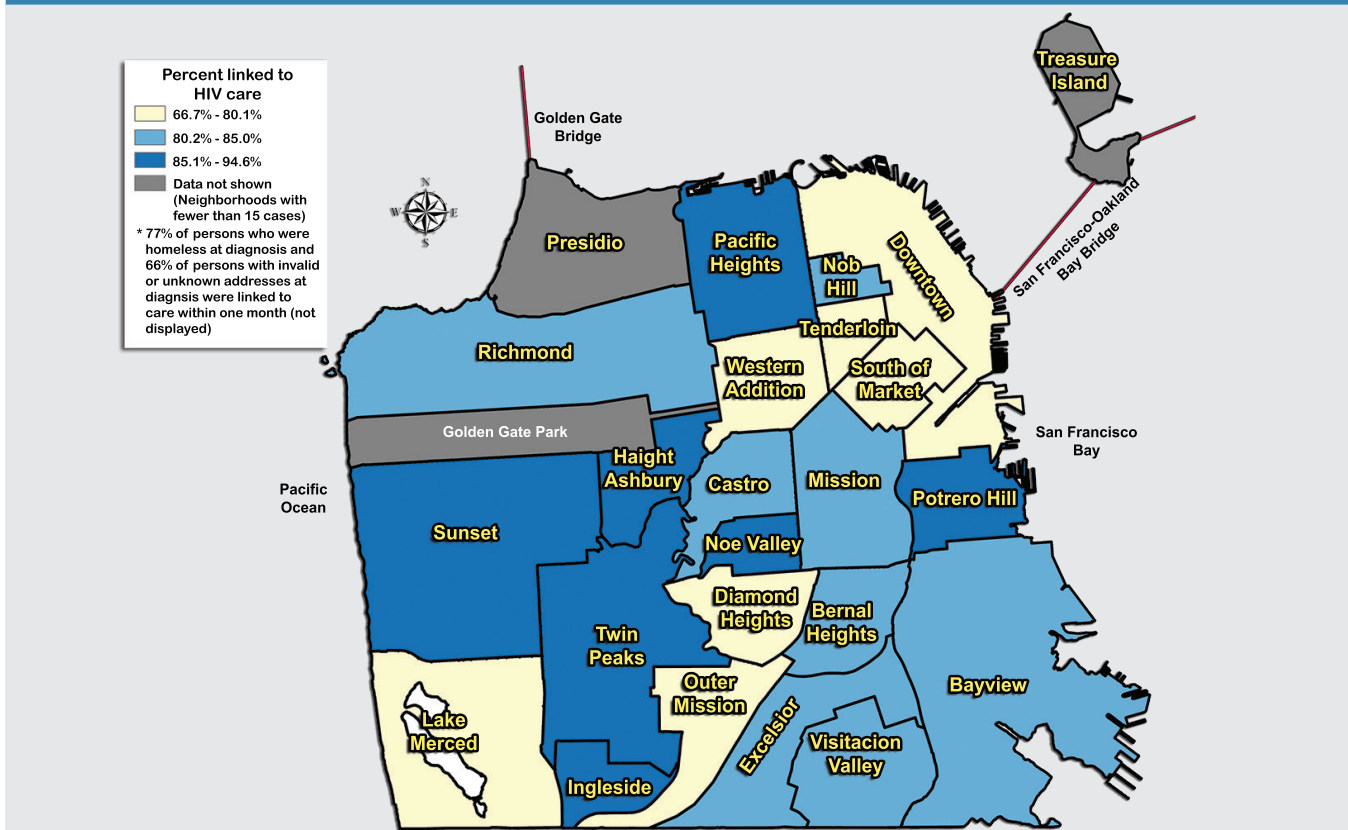 Percent linked to
HIV care
66.7% - 80.1%
80.2% - 85.0%
85.1% - 94.6%
Data not shown
(Neighborhoods with
fewer than 15 cases)
* 77% of persons who were
homeless at diagnosis and
66% of persons with invalid
or unknown addresses at
diagnsis were linked to
care within one month (not
displayed)
N
W
E
S
Golden Gate
Bridge
Treasure
Island
San Francisco-Oakland
Bay Bridge
Presidio
Pacific
Heights
Nob
Hill
Downtown
Tenderloin
Richmond
Western
Addition
South of
Market
Golden Gate Park
San Francisco
Bay
Haight
Ashbury
Castro
Mission
Potrero Hill
Pacific
Ocean
Sunset
Noe Valley
Diamond
Heights
Bernal
Heights
Twin
Peaks
Outer
Mission
Bayview
Lake
Merced
Excelsior
Visitacion
Valley
Ingleside